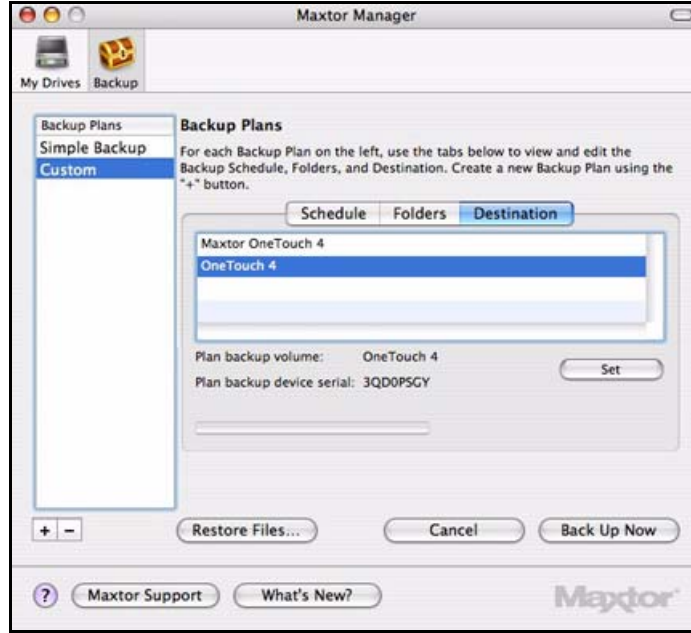 Maxtor Manager
My Drives
Backup
Backup Plans
Simple Backup
Custom
Backup Plans
For each Backup Plan on the left, use the tabs below to view and edit the
Backup Schedule, Folders, and Destination. Create a new Backup Plan using the
"+" button.
Schedule
Folders
Destination
Maxtor OneTouch 4
OneTouch 4
Plan backup volume: OneTouch 4
Set
Plan backup device serial: 3QD0PSGY
+ −
Restore Files...
Cancel
Back Up Now
?
Maxtor Support
What's New?
Maxtor